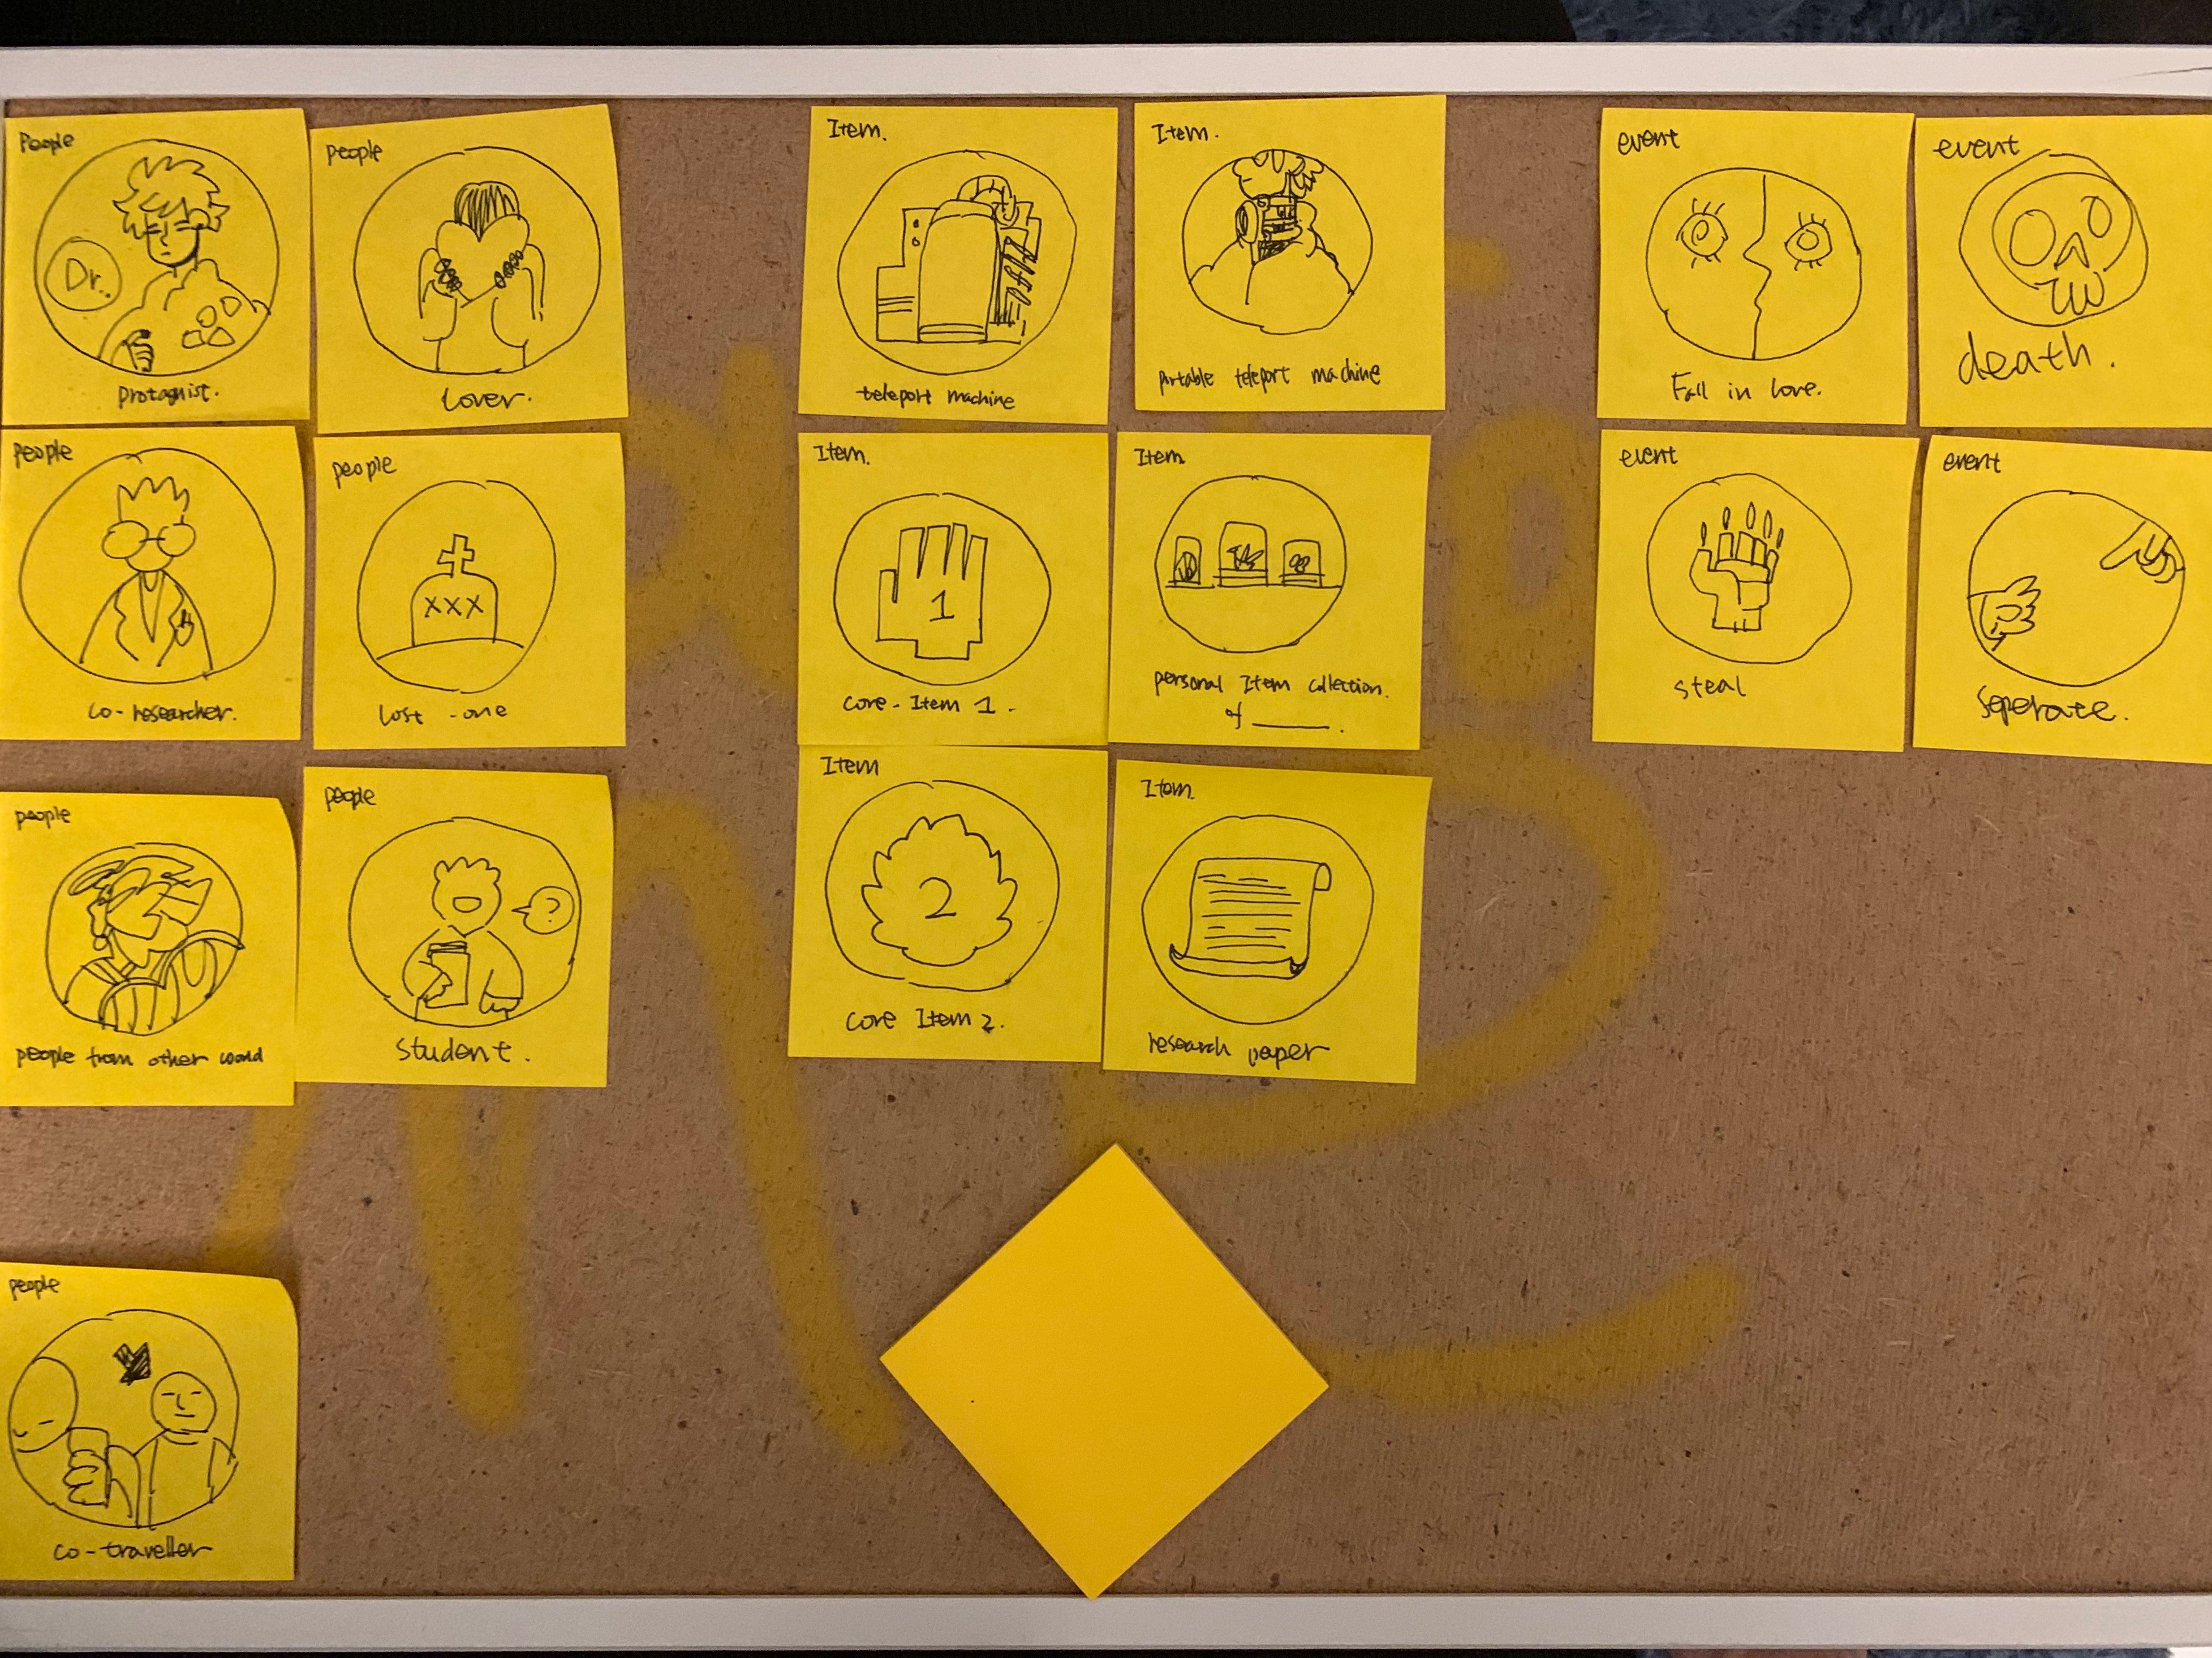 People
Dr.
Protagnist.
people
Lover.
Item.
teleport machine
Item.
portable teleport machine
event
Fall in love.
event
death.
people
co-researcher.
people
XXX
lost-one
Item.
1
core-Item 1.
Item
personal Item collection.
of ______.
event
steal
event
Seperate.
people
people from other world
people
?
student.
Item
2
core Item 2.
Item.
research paper
people
co-traveller